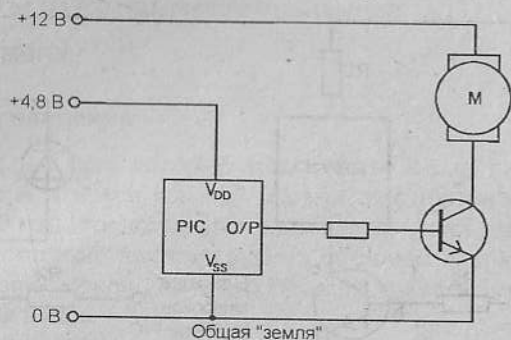 +12 В
М
+4,8 В
VDD
PIC O/P
VSS
0 В
Общая "земля"